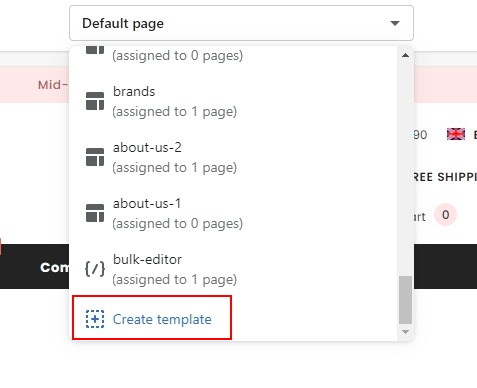 Default page
(assigned to 0 pages)
Mid-
brands
(assigned to 1 page)
90
about-us-2
(assigned to 1 page)
REE SHIPPI
about-us-1
(assigned to 0 pages)
rt
0
bulk-editor
(assigned to 1 page)
Com
Create template